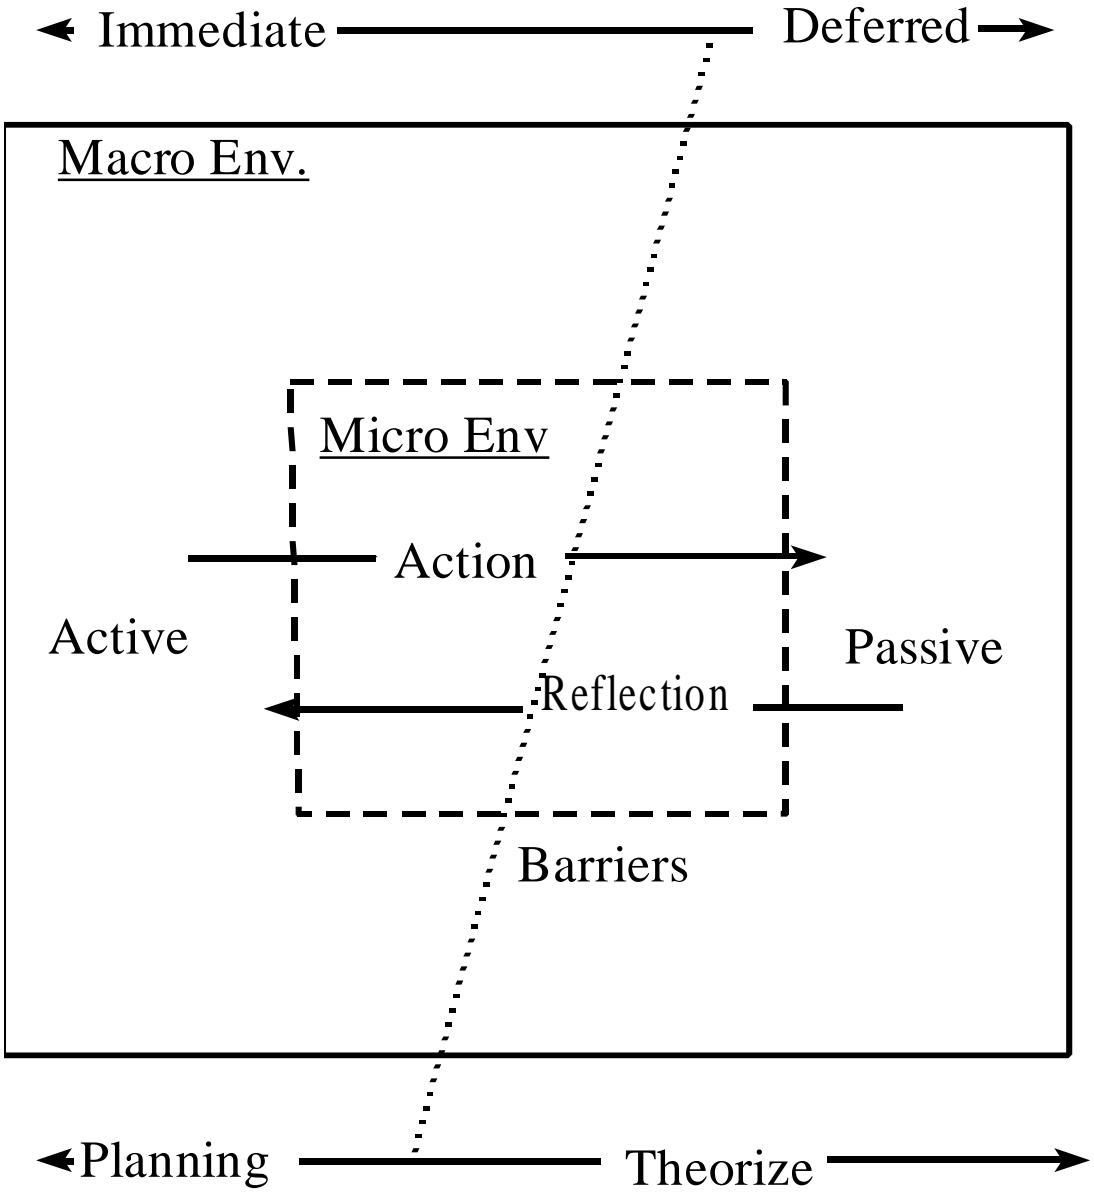 Immediate Deferred
Macro Env.
Micro Env
Action
Active Passive
Reflection
Barriers
Planning Theorize